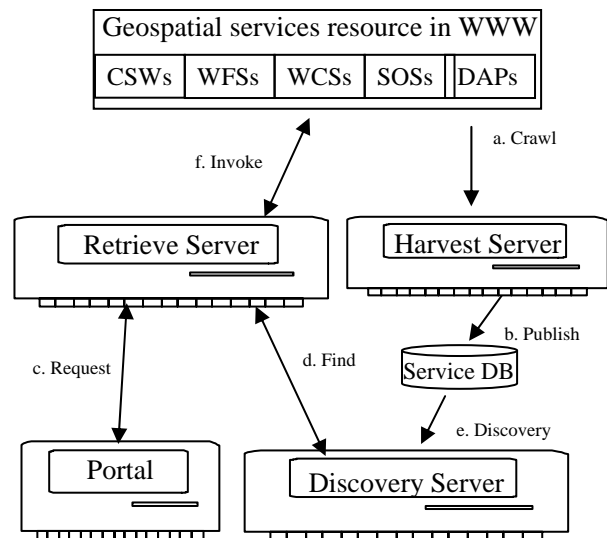 Geospatial services resource in WWW
CSWs WFSs WCSs SOSs DAPs
a. Crawl
f. Invoke
Retrieve Server
Harvest Server
b. Publish
c. Request
d. Find
Service DB
e. Discovery
Portal
Discovery Server